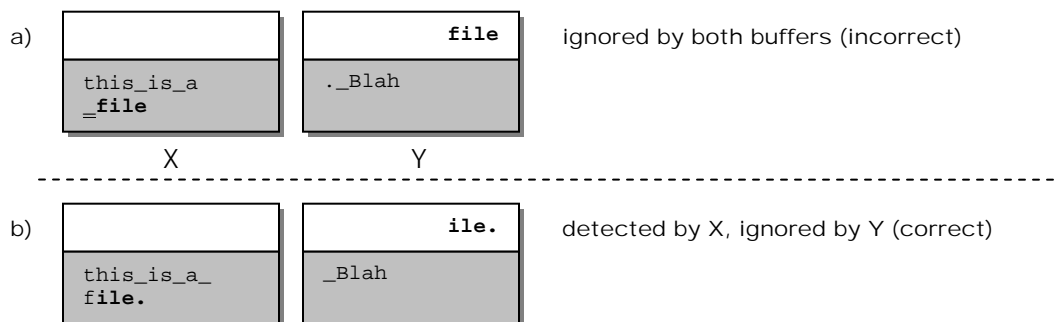 a) file ignored by both buffers (incorrect)
this_is_a ._Blah
_file
X Y
b) ile. detected by X, ignored by Y (correct)
this_is_a_ _Blah
file.